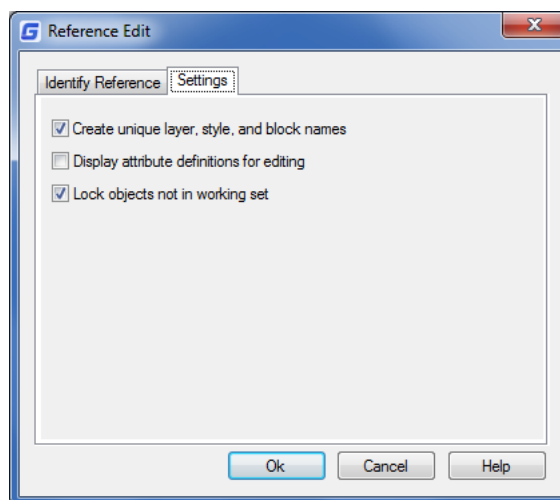 Reference Edit
Identify Reference Settings
Create unique layer, style, and block names
Display attribute definitions for editing
Lock objects not in working set
Ok Cancel Help